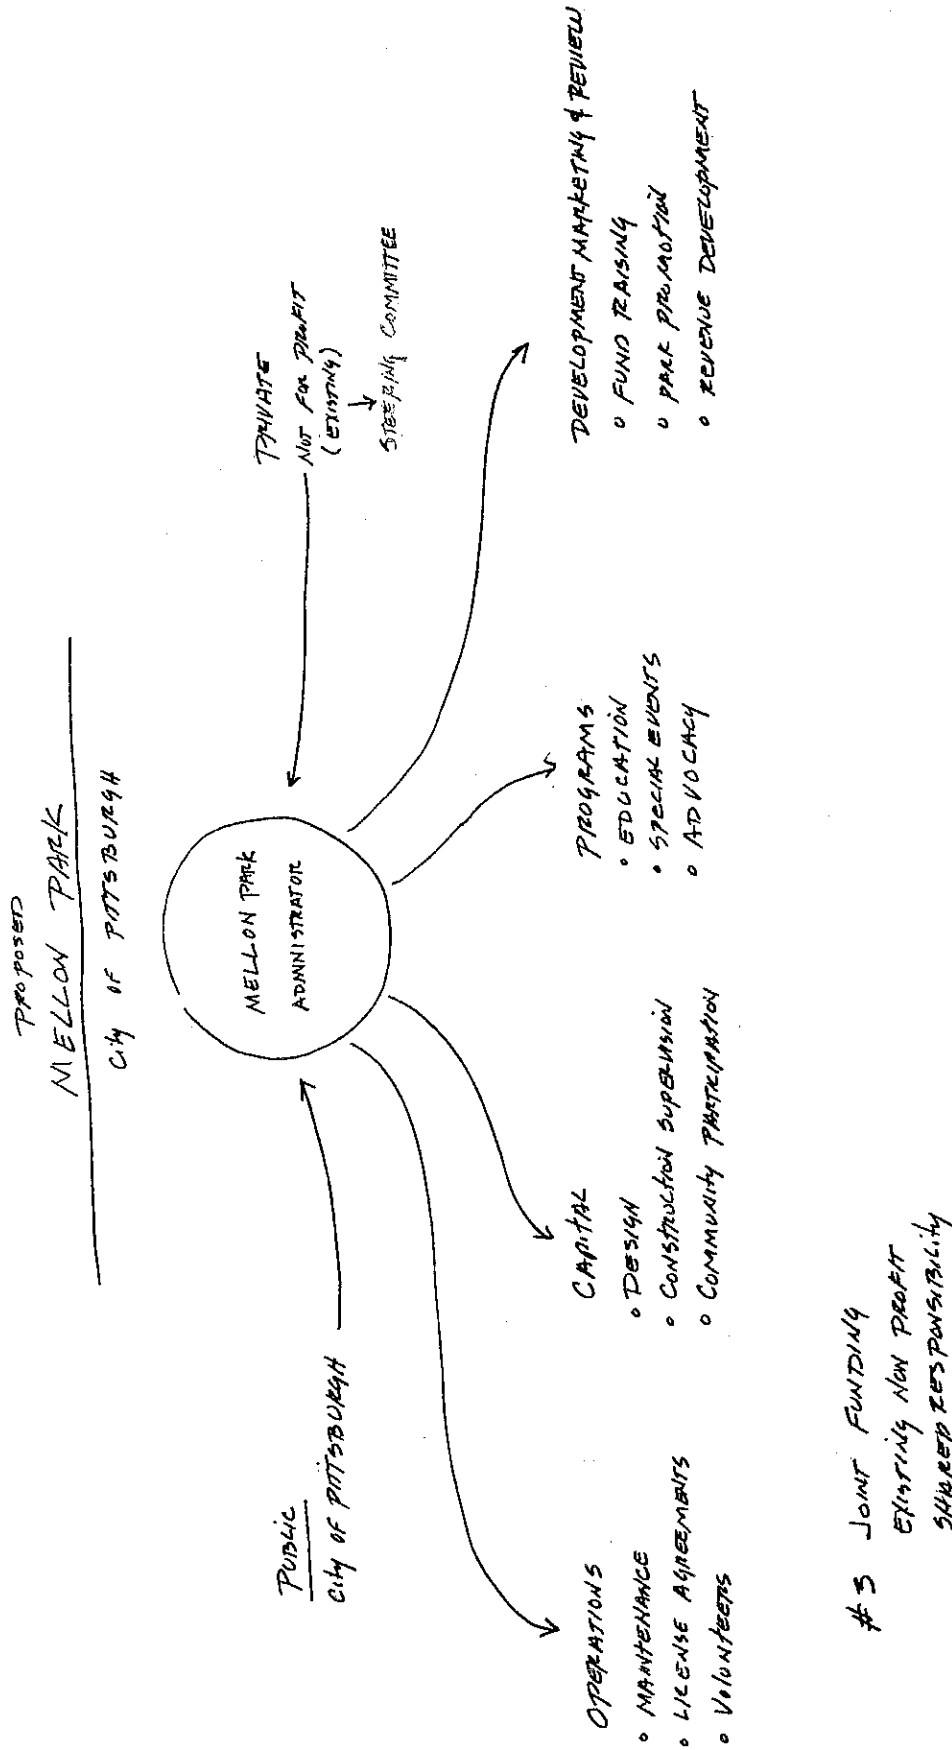 PROPOSED
MELLON PARK
City OF PITTSBURGH
MELLON PARK
ADMINISTRATOR
PUBLIC
City OF PITTSBURGH
PRIVATE
NOT FOR PROFIT
(EXISTING)
STEERING COMMITTEE
OPERATIONS
• MAINTENANCE
• LICENSE AGREEMENTS
• VOLUNTEERS
CAPITAL
• DESIGN
• CONSTRUCTION SUPERVISION
• COMMUNITY PARTICIPATION
PROGRAMS
• EDUCATION
• SPECIAL EVENTS
• ADVOCACY
DEVELOPMENT MARKETING & REVIEW
• FUND RAISING
• PARK PROMOTION
• REVENUE DEVELOPMENT
#3 JOINT FUNDING
EXISTING NON PROFIT
SHARED RESPONSIBILITY